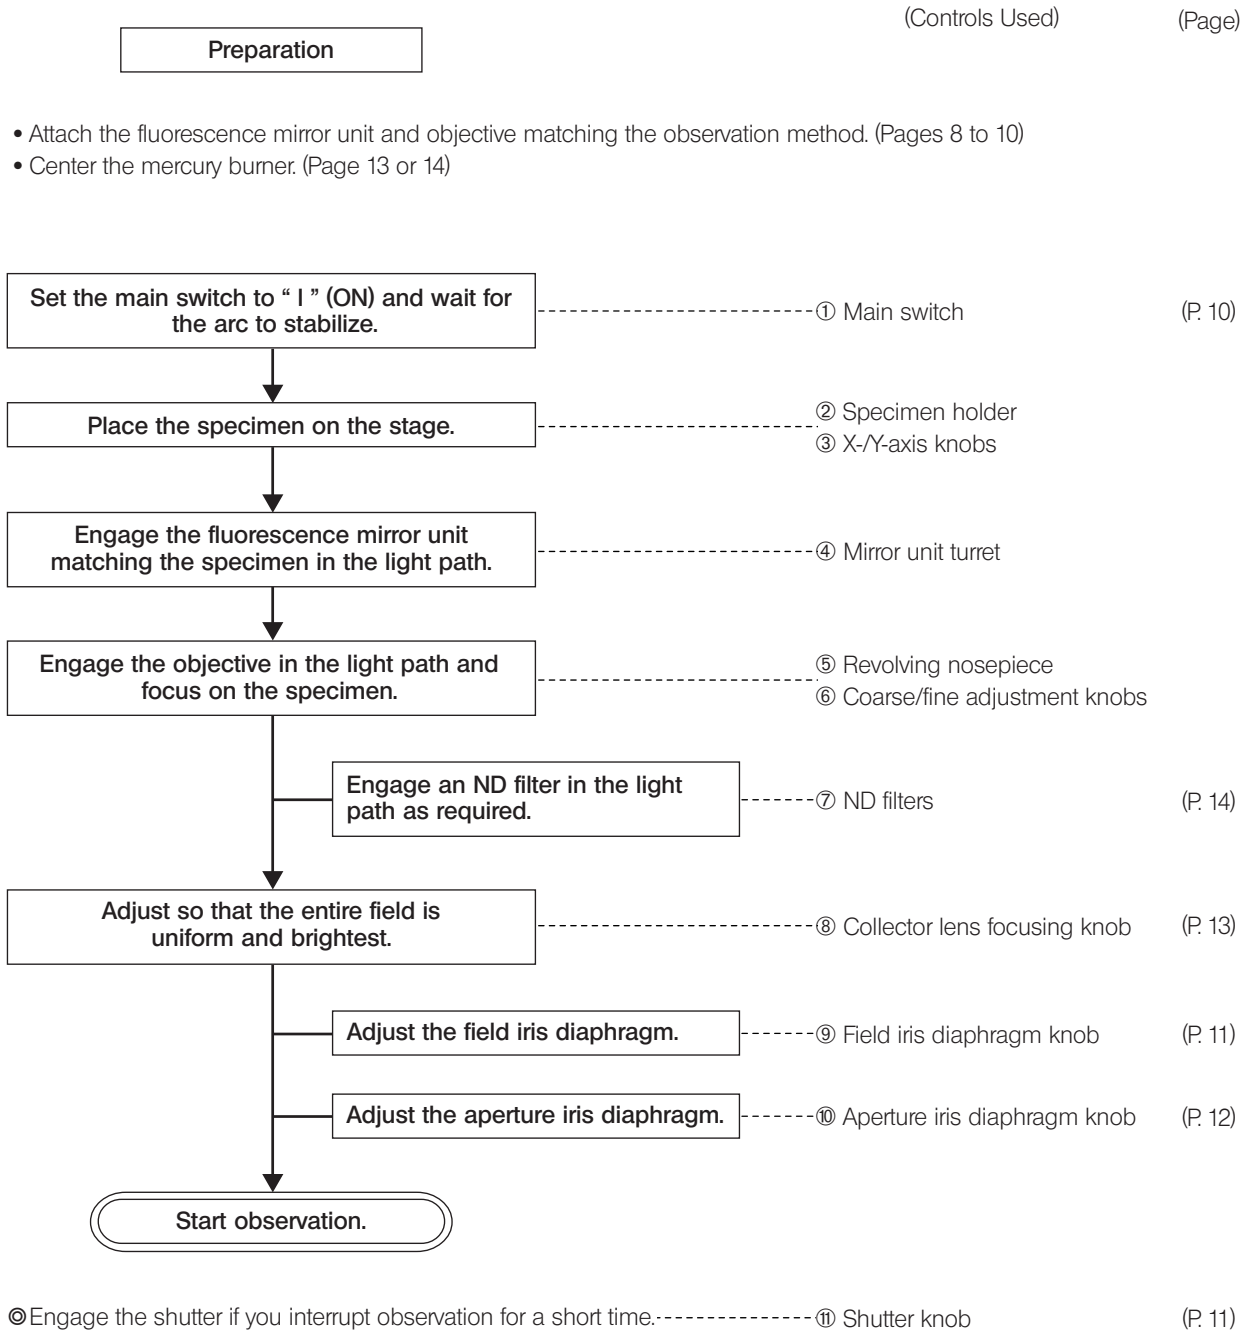 (Controls Used) (Page)
Preparation
• Attach the fluorescence mirror unit and objective matching the observation method. (Pages 8 to 10)
• Center the mercury burner. (Page 13 or 14)
Set the main switch to “ I ” (ON) and wait for
the arc to stabilize.
① Main switch (P. 10)
Place the specimen on the stage.
② Specimen holder
③ X-/Y-axis knobs
Engage the fluorescence mirror unit
matching the specimen in the light path.
④ Mirror unit turret
Engage the objective in the light path and
focus on the specimen.
⑤ Revolving nosepiece
⑥ Coarse/fine adjustment knobs
Engage an ND filter in the light
path as required.
⑦ ND filters (P. 14)
Adjust so that the entire field is
uniform and brightest.
⑧ Collector lens focusing knob (P. 13)
Adjust the field iris diaphragm.
⑨ Field iris diaphragm knob (P. 11)
Adjust the aperture iris diaphragm.
⑩ Aperture iris diaphragm knob (P. 12)
Start observation.
◎ Engage the shutter if you interrupt observation for a short time. ⑪ Shutter knob (P. 11)